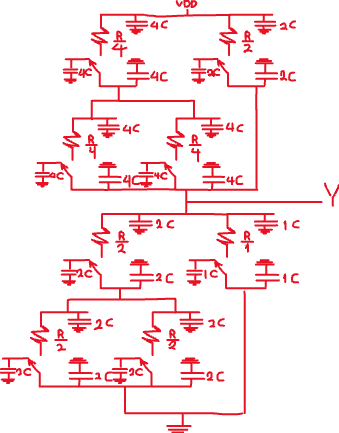 VDD
4C 2C
R/4 R/2
4C 4C 2C 2C
4C 4C
R/4 R/4
4C 4C 4C 4C
Y
2C 1C
R/2 R/1
2C 2C 1C 1C
2C 2C
R/2 R/2
2C 2C 2C 2C